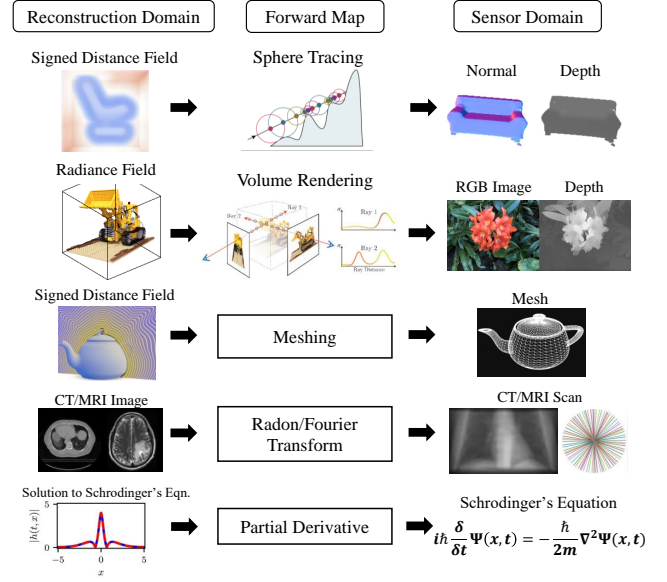 Reconstruction Domain
Forward Map
Sensor Domain
Signed Distance Field
Sphere Tracing
Normal
Depth
Radiance Field
Volume Rendering
RGB Image
Depth
Ray 1
Ray 2
σ
Ray 1
σ
Ray 2
Ray Distance
Signed Distance Field
Meshing
Mesh
CT/MRI Image
Radon/Fourier
Transform
CT/MRI Scan
Solution to Schrodinger's Eqn.
5
|h(t, x)|
0
−5 0 5
x
Partial Derivative
Schrodinger's Equation
iℏ δ/δt Ψ(x, t) = − ℏ/2m ∇²Ψ(x, t)